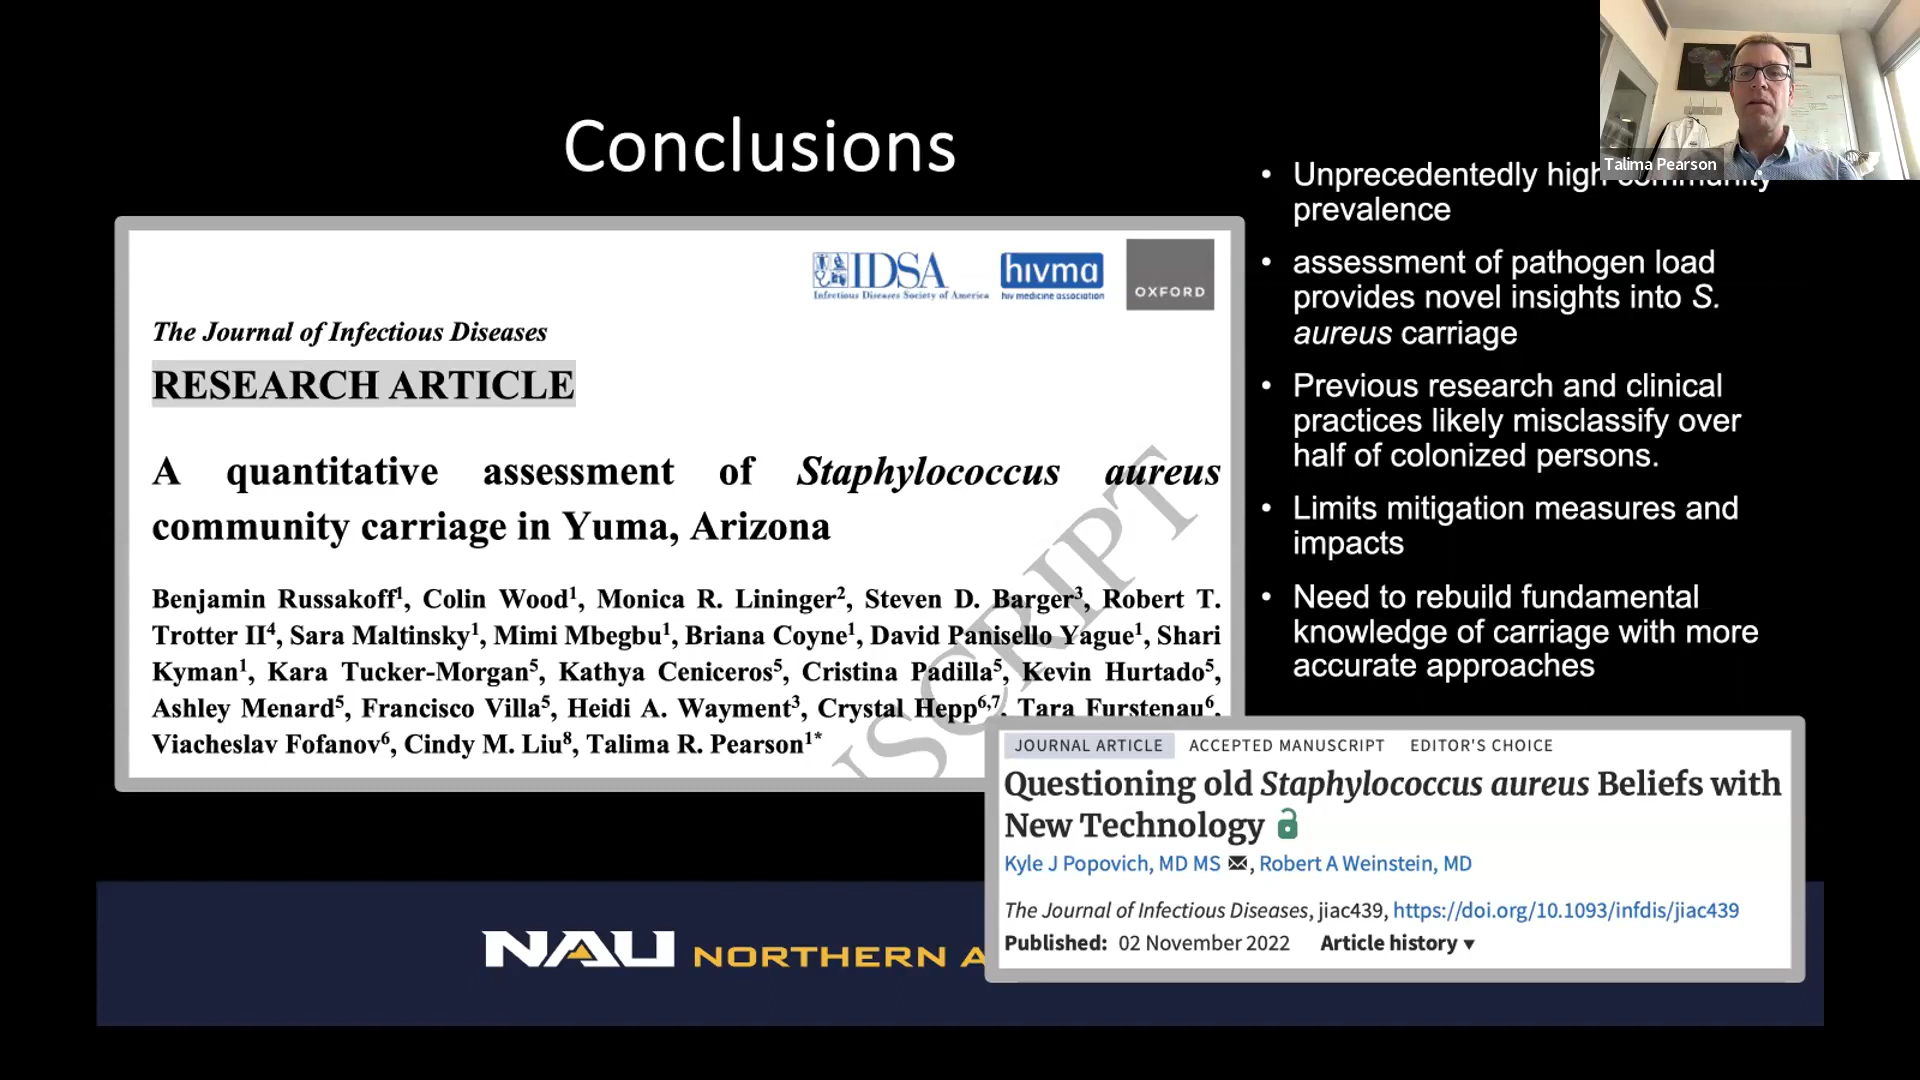 Conclusions
Talima Pearson
• Unprecedentedly high community
prevalence
• assessment of pathogen load
provides novel insights into S.
aureus carriage
• Previous research and clinical
practices likely misclassify over
half of colonized persons.
• Limits mitigation measures and
impacts
• Need to rebuild fundamental
knowledge of carriage with more
accurate approaches
IDSA
Infectious Diseases Society of America
hivma
hiv medicine association
OXFORD
The Journal of Infectious Diseases
RESEARCH ARTICLE
A quantitative assessment of Staphylococcus aureus
community carriage in Yuma, Arizona
Benjamin Russakoff1, Colin Wood1, Monica R. Lininger2, Steven D. Barger3, Robert T.
Trotter II4, Sara Maltinsky1, Mimi Mbegbu1, Briana Coyne1, David Panisello Yague1, Shari
Kyman1, Kara Tucker-Morgan5, Kathya Ceniceros5, Cristina Padilla5, Kevin Hurtado5,
Ashley Menard5, Francisco Villa5, Heidi A. Wayment3, Crystal Hepp6,7, Tara Furstenau6,
Viacheslav Fofanov6, Cindy M. Liu8, Talima R. Pearson1*
USCRIPT
JOURNAL ARTICLE ACCEPTED MANUSCRIPT EDITOR'S CHOICE
Questioning old Staphylococcus aureus Beliefs with
New Technology
Kyle J Popovich, MD MS, Robert A Weinstein, MD
The Journal of Infectious Diseases, jiac439, https://doi.org/10.1093/infdis/jiac439
Published: 02 November 2022 Article history ▾
NAU NORTHERN A